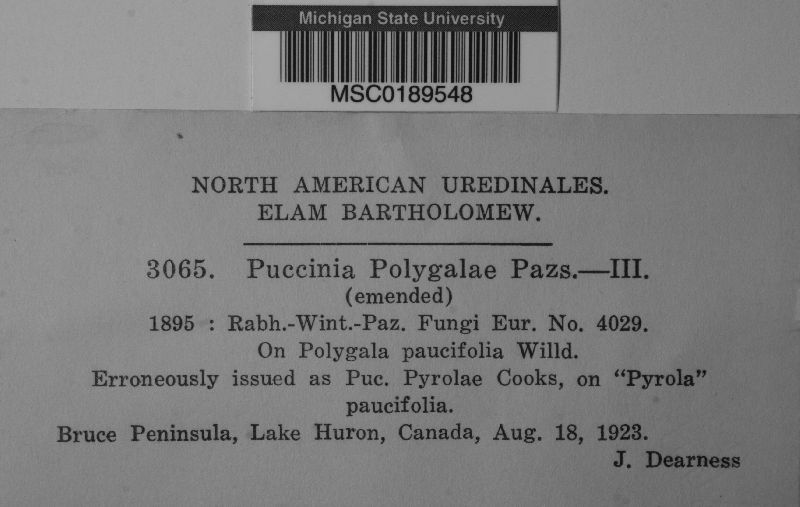 Michigan State University
MSC0189548
NORTH AMERICAN UREDINALES.
ELAM BARTHOLOMEW.
3065. Puccinia Polygalae Pazs.—III.
(emended)
1895 : Rabh.-Wint.-Paz. Fungi Eur. No. 4029.
On Polygala paucifolia Willd.
Erroneously issued as Puc. Pyrolae Cooks, on “Pyrola”
paucifolia.
Bruce Peninsula, Lake Huron, Canada, Aug. 18, 1923.
J. Dearness